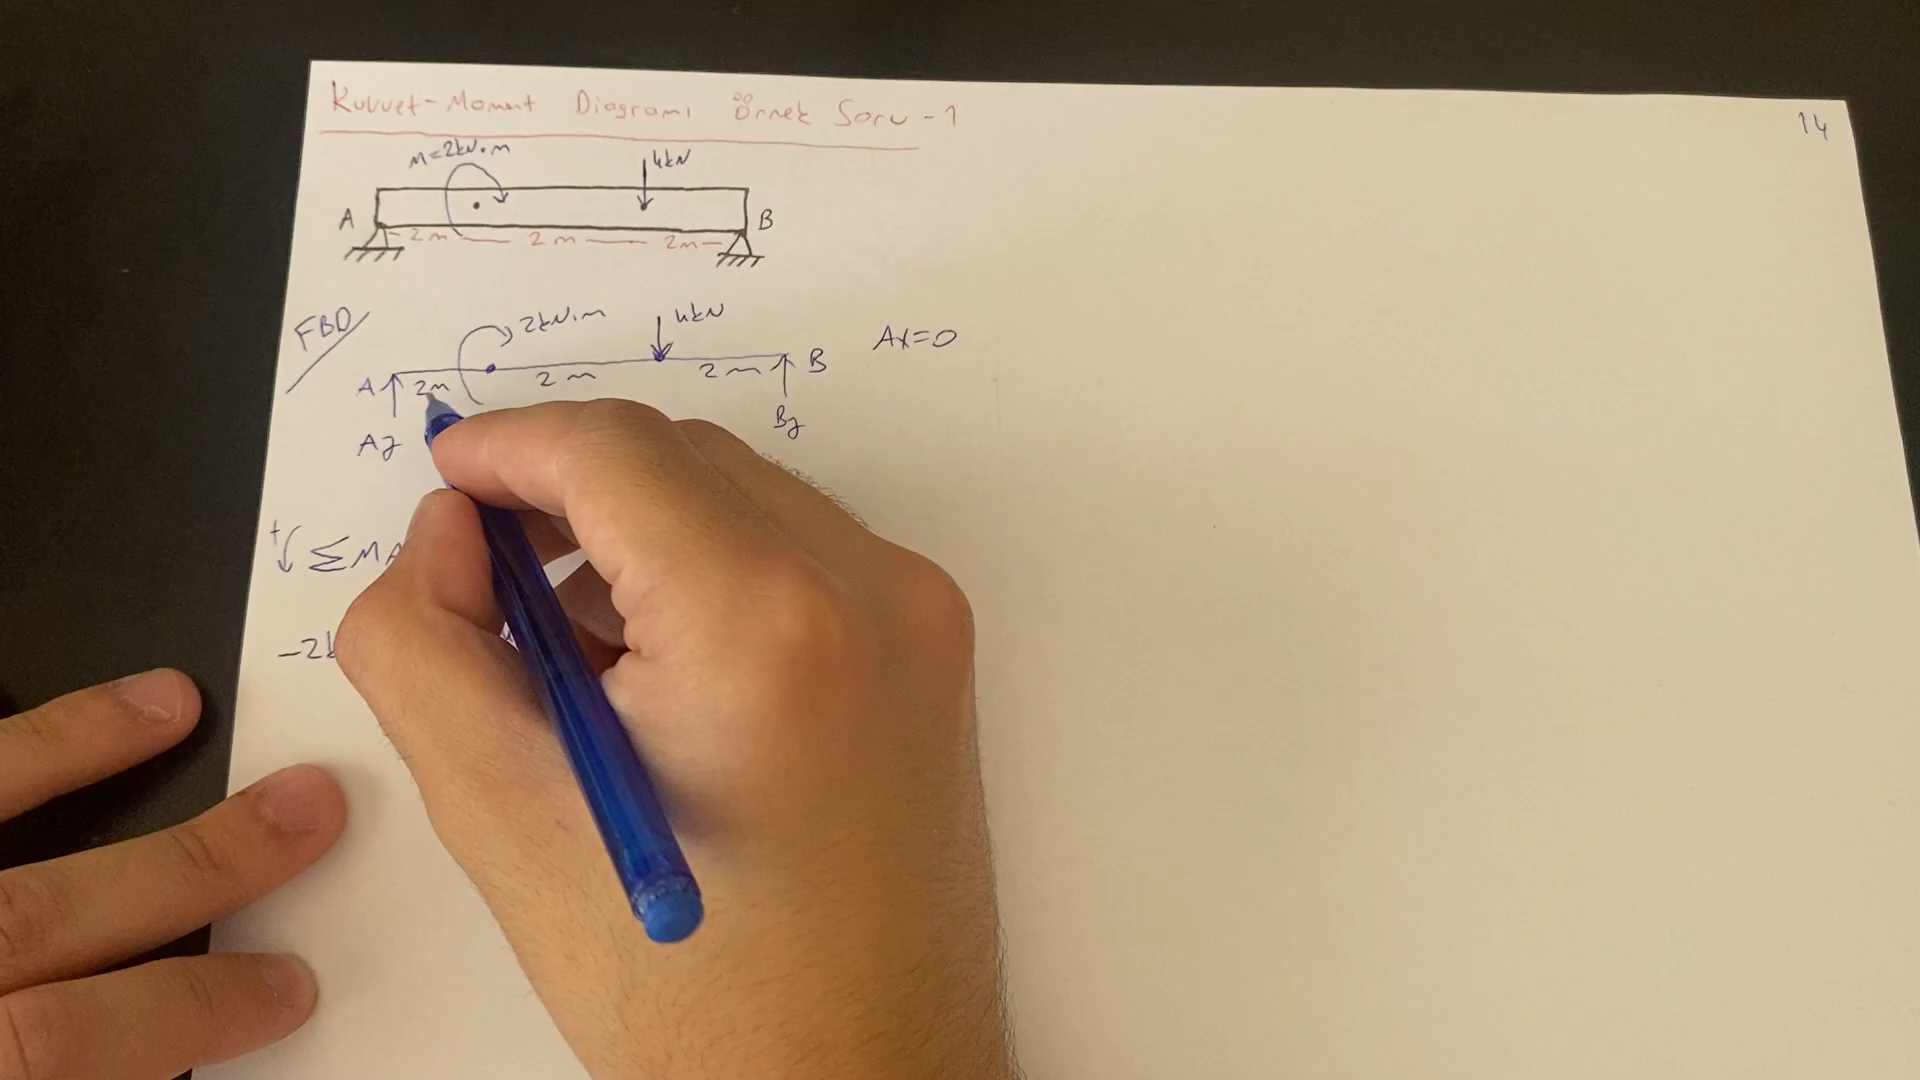 Kuvvet-Moment Diagramı Örnek Soru - 1
14
M=2kN.m
4kN
A
B
2m
2m
2m
FBD
2kN.m
4kN
Ax=0
A
2m
2m
2m
B
Ay
By
+
ΣMA
-2k